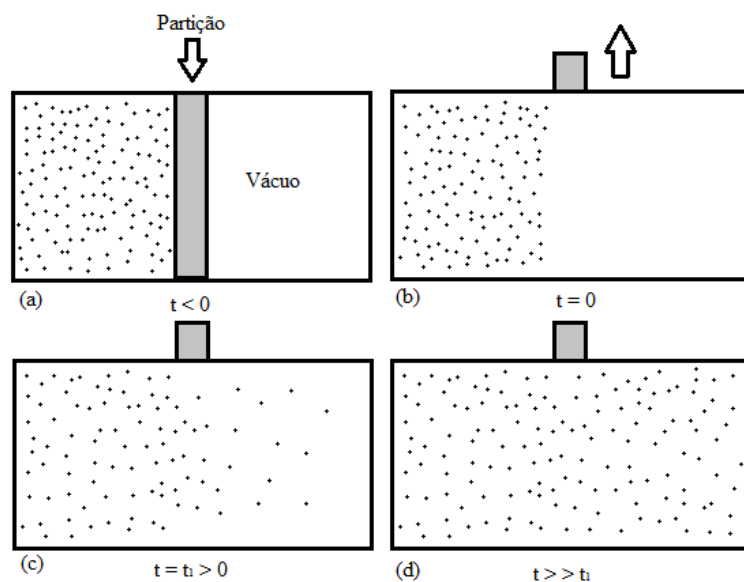 Partição
Vácuo
(a)
t < 0
(b)
t = 0
(c)
t = t₁ > 0
(d)
t > > t₁